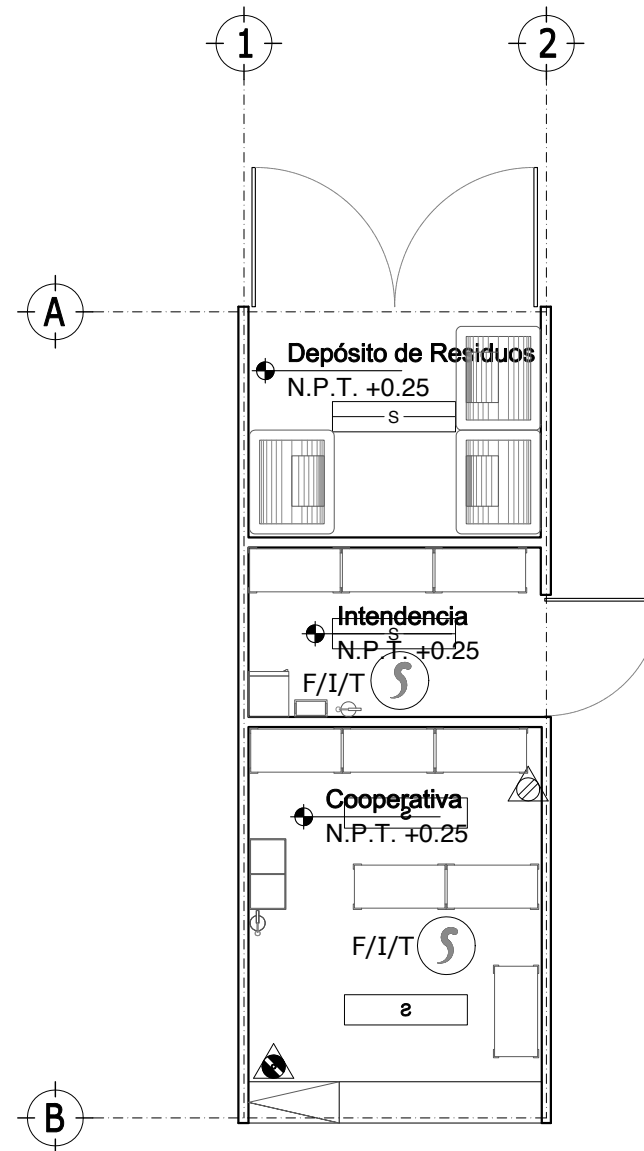 1
2
A
Depósito de Residuos
N.P.T. +0.25
S
Intendencia
S
N.P.T. +0.25
F/I/T
S
Cooperativa
S
N.P.T. +0.25
F/I/T
S
S
B